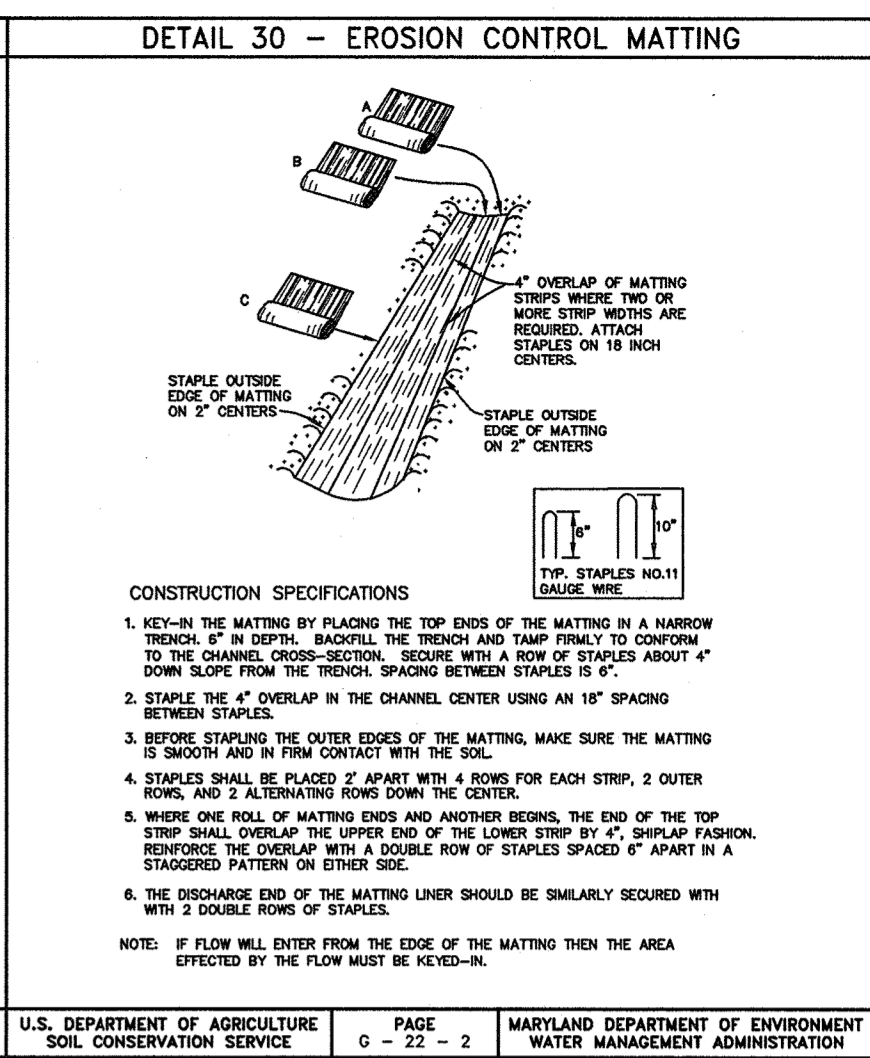 DETAIL 30 – EROSION CONTROL MATTING
A
B
C
4" OVERLAP OF MATTING
STRIPS WHERE TWO OR
MORE STRIP WIDTHS ARE
REQUIRED. ATTACH
STAPLES ON 18 INCH
CENTERS.
STAPLE OUTSIDE
EDGE OF MATTING
ON 2" CENTERS
STAPLE OUTSIDE
EDGE OF MATTING
ON 2" CENTERS
6"
10"
TYP. STAPLES NO.11
GAUGE WIRE
CONSTRUCTION SPECIFICATIONS
1. KEY-IN THE MATTING BY PLACING THE TOP ENDS OF THE MATTING IN A NARROW
TRENCH. 6" IN DEPTH. BACKFILL THE TRENCH AND TAMP FIRMLY TO CONFORM
TO THE CHANNEL CROSS-SECTION. SECURE WITH A ROW OF STAPLES ABOUT 4"
DOWN SLOPE FROM THE TRENCH. SPACING BETWEEN STAPLES IS 6".
2. STAPLE THE 4" OVERLAP IN THE CHANNEL CENTER USING AN 18" SPACING
BETWEEN STAPLES.
3. BEFORE STAPLING THE OUTER EDGES OF THE MATTING, MAKE SURE THE MATTING
IS SMOOTH AND IN FIRM CONTACT WITH THE SOIL.
4. STAPLES SHALL BE PLACED 2' APART WITH 4 ROWS FOR EACH STRIP, 2 OUTER
ROWS, AND 2 ALTERNATING ROWS DOWN THE CENTER.
5. WHERE ONE ROLL OF MATTING ENDS AND ANOTHER BEGINS, THE END OF THE TOP
STRIP SHALL OVERLAP THE UPPER END OF THE LOWER STRIP BY 4", SHIPLAP FASHION.
REINFORCE THE OVERLAP WITH A DOUBLE ROW OF STAPLES SPACED 6" APART IN A
STAGGERED PATTERN ON EITHER SIDE.
6. THE DISCHARGE END OF THE MATTING LINER SHOULD BE SIMILARLY SECURED WITH
WITH 2 DOUBLE ROWS OF STAPLES.
NOTE: IF FLOW WILL ENTER FROM THE EDGE OF THE MATTING THEN THE AREA
EFFECTED BY THE FLOW MUST BE KEYED-IN.
U.S. DEPARTMENT OF AGRICULTURE
SOIL CONSERVATION SERVICE
PAGE
G - 22 - 2
MARYLAND DEPARTMENT OF ENVIRONMENT
WATER MANAGEMENT ADMINISTRATION